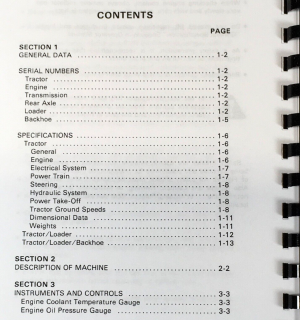 CONTENTS
PAGE
SECTION 1
GENERAL DATA ........ 1-2
SERIAL NUMBERS ........ 1-2
Tractor ........ 1-2
Engine ........ 1-2
Transmission ........ 1-2
Rear Axle ........ 1-2
Loader ........ 1-2
Backhoe ........ 1-5
SPECIFICATIONS ........ 1-6
Tractor ........ 1-6
General ........ 1-6
Engine ........ 1-6
Electrical System ........ 1-7
Power Train ........ 1-7
Steering ........ 1-8
Hydraulic System ........ 1-8
Power Take-Off ........ 1-8
Tractor Ground Speeds ........ 1-8
Dimensional Data ........ 1-11
Weights ........ 1-11
Tractor/Loader ........ 1-12
Tractor/Loader/Backhoe ........ 1-13
SECTION 2
DESCRIPTION OF MACHINE ........ 2-2
SECTION 3
INSTRUMENTS AND CONTROLS ........ 3-3
Engine Coolant Temperature Gauge ........ 3-3
Engine Oil Pressure Gauge ........ 3-3